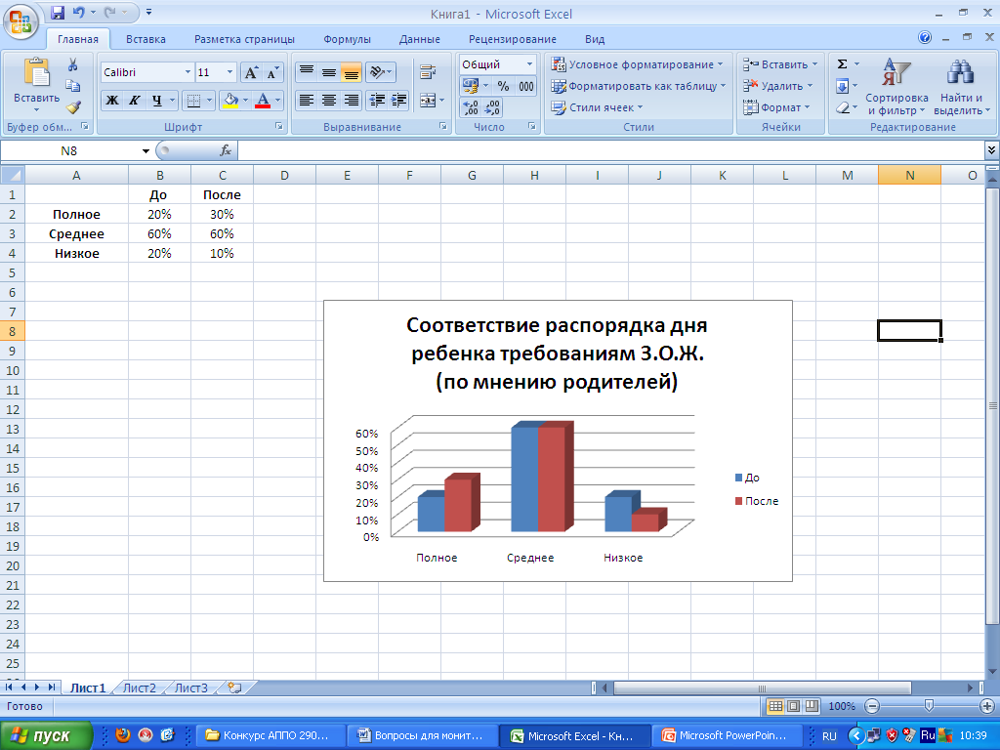 Книга1 - Microsoft Excel
Главная Вставка Разметка страницы Формулы Данные Рецензирование Вид
Вставить
Calibri 11
Ж К Ч
Общий
% 000
,00 ,00
Условное форматирование
Форматировать как таблицу
Стили ячеек
Вставить
Удалить
Формат
Σ
Сортировка и фильтр
Найти и выделить
Буфер обм... Шрифт Выравнивание Число Стили Ячейки Редактирование
N8 fx
A B C D E F G H I J K L M N O
1 До После
2 Полное 20% 30%
3 Среднее 60% 60%
4 Низкое 20% 10%
5
6
7
8
9
10
11
12
13
14
15
16
17
18
19
20
21
22
23
24
25
Соответствие распорядка дня
ребенка требованиям З.О.Ж.
(по мнению родителей)
60%
50%
40%
30%
20%
10%
0%
Полное Среднее Низкое
До
После
Лист1 Лист2 Лист3
Готово 100%
пуск Конкурс АППО 290... Вопросы для монит... Microsoft Excel - Кн... Microsoft PowerPoin... RU Ru 10:39